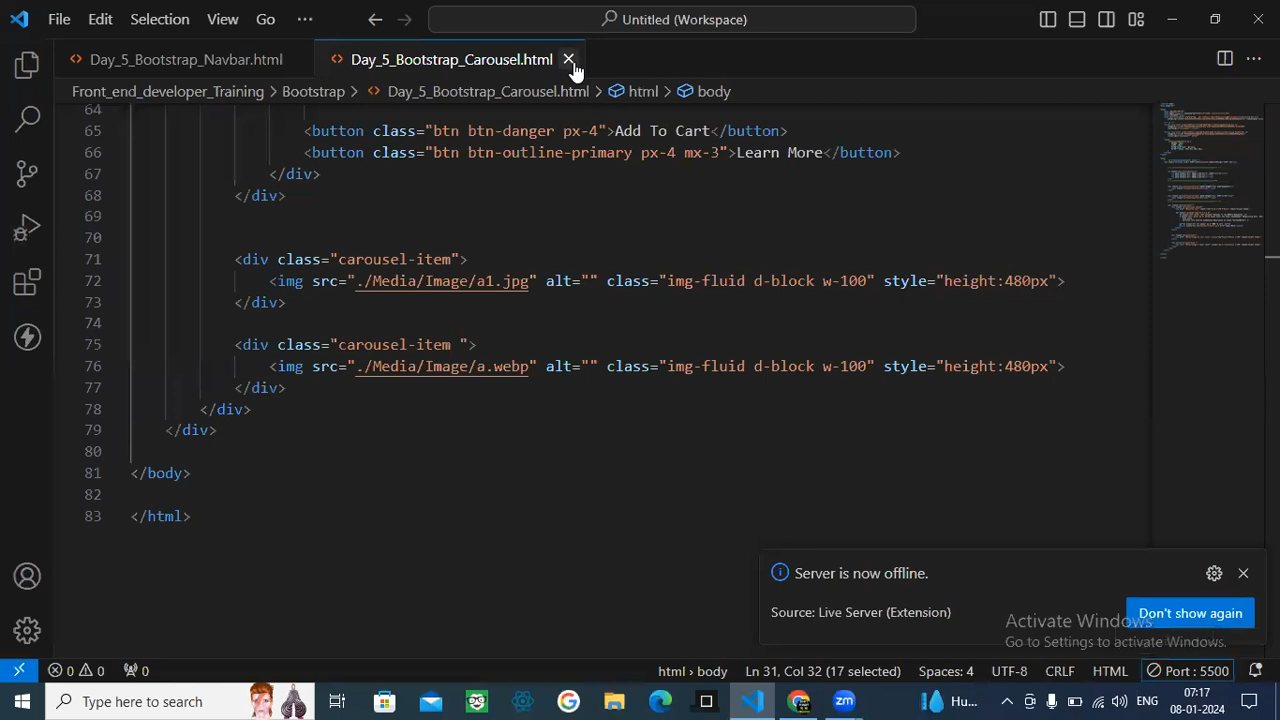 File Edit Selection View Go ··· Untitled (Workspace)
Day_5_Bootstrap_Navbar.html Day_5_Bootstrap_Carousel.html
Front_end_developer_Training > Bootstrap > Day_5_Bootstrap_Carousel.html > html > body
64
65 <button class="btn btn-danger px-4">Add To Cart</button>
66 <button class="btn btn-outline-primary px-4 mx-3">Learn More</button>
67 </div>
68 </div>
69
70
71 <div class="carousel-item">
72 <img src="./Media/Image/a1.jpg" alt="" class="img-fluid d-block w-100" style="height:480px">
73 </div>
74
75 <div class="carousel-item ">
76 <img src="./Media/Image/a.webp" alt="" class="img-fluid d-block w-100" style="height:480px">
77 </div>
78 </div>
79 </div>
80
81 </body>
82
83 </html>
Server is now offline.
Source: Live Server (Extension) Don't show again
Activate Windows
Go to Settings to activate Windows.
0 0 0 html > body Ln 31, Col 32 (17 selected) Spaces: 4 UTF-8 CRLF HTML Port : 5500
Type here to search zm Hu... ENG 07:17
08-01-2024